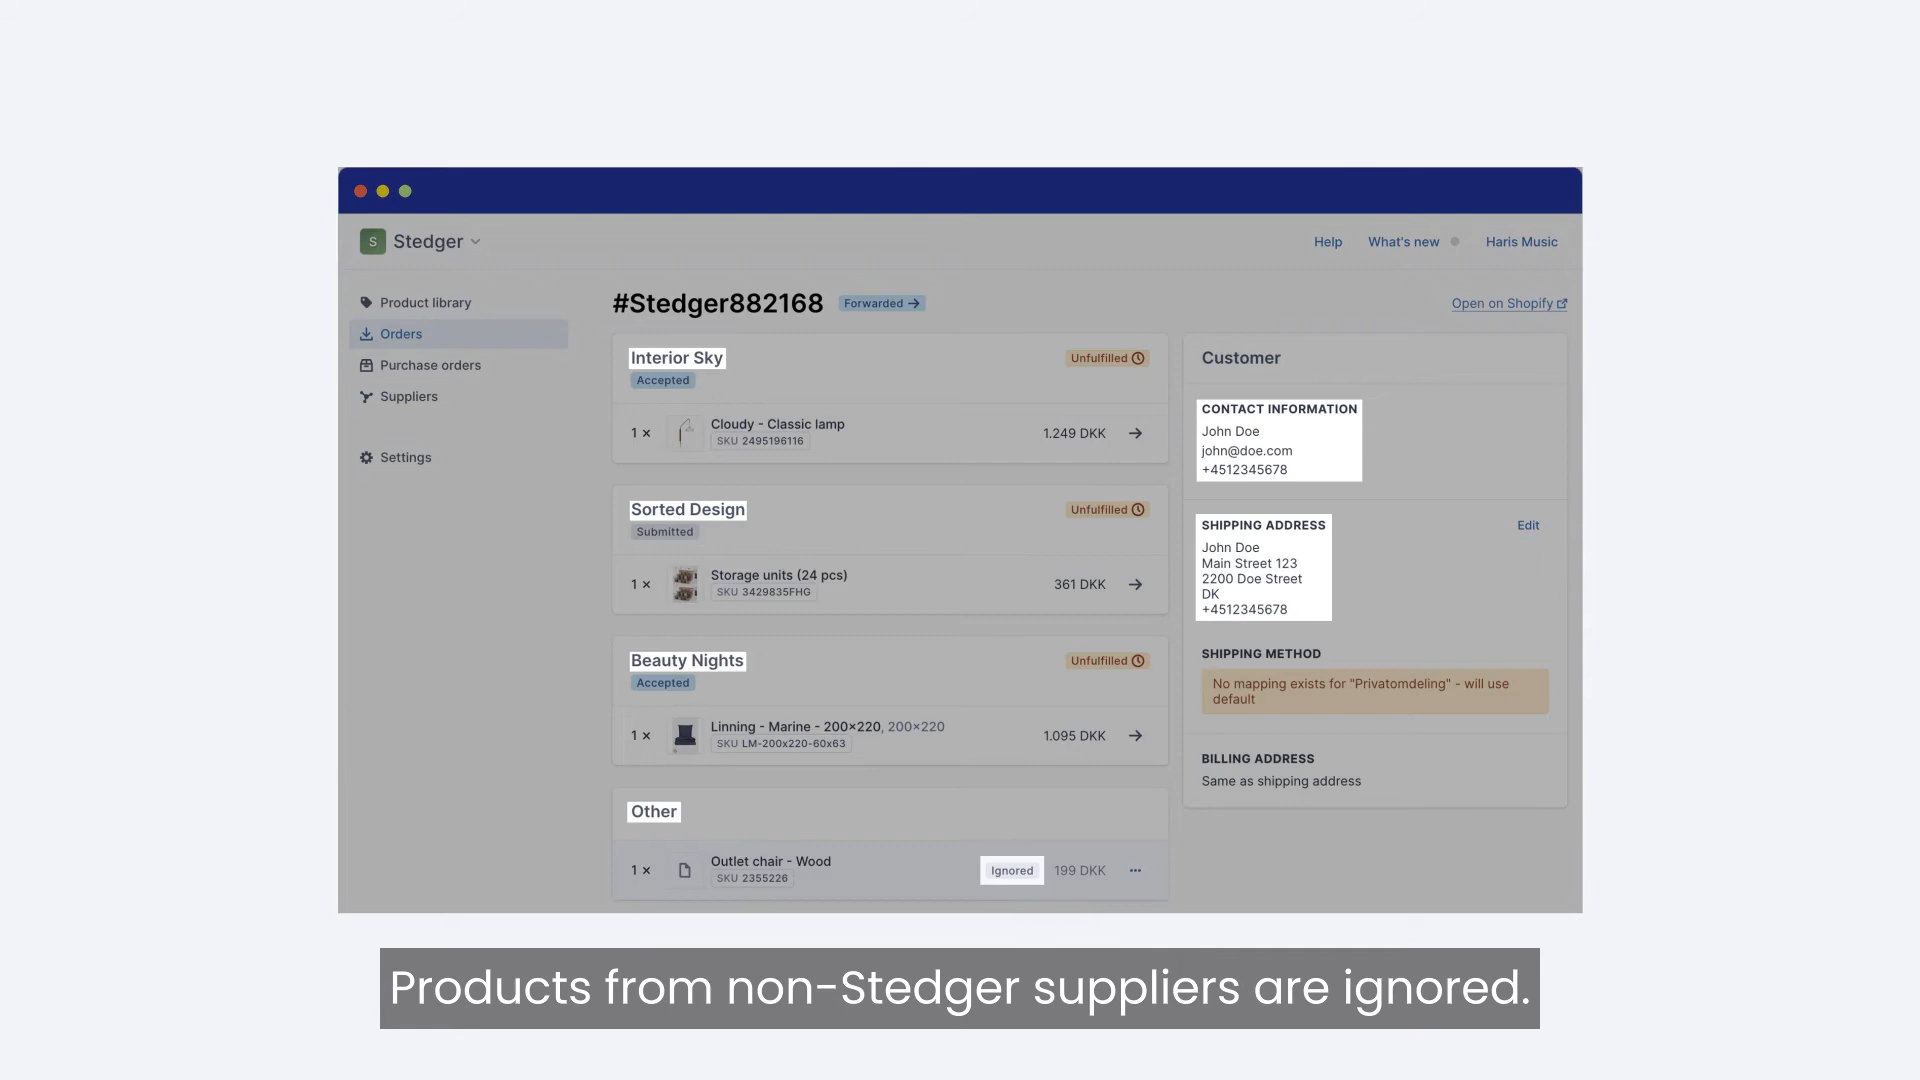 S Stedger
Help What's new Haris Music
Product library
Orders
Purchase orders
Suppliers
Settings
#Stedger882168 Forwarded →
Open on Shopify
Interior Sky Unfulfilled
Accepted
1 × Cloudy - Classic lamp 1.249 DKK →
SKU 2495196116
Sorted Design Unfulfilled
Submitted
1 × Storage units (24 pcs) 361 DKK →
SKU 3429835FHG
Beauty Nights Unfulfilled
Accepted
1 × Linning - Marine - 200×220, 200×220 1.095 DKK →
SKU LM-200x220-60x63
Other
1 × Outlet chair - Wood Ignored 199 DKK ...
SKU 2355226
Customer
CONTACT INFORMATION
John Doe
john@doe.com
+4512345678
SHIPPING ADDRESS Edit
John Doe
Main Street 123
2200 Doe Street
DK
+4512345678
SHIPPING METHOD
No mapping exists for "Privatomdeling" - will use
default
BILLING ADDRESS
Same as shipping address
Products from non-Stedger suppliers are ignored.